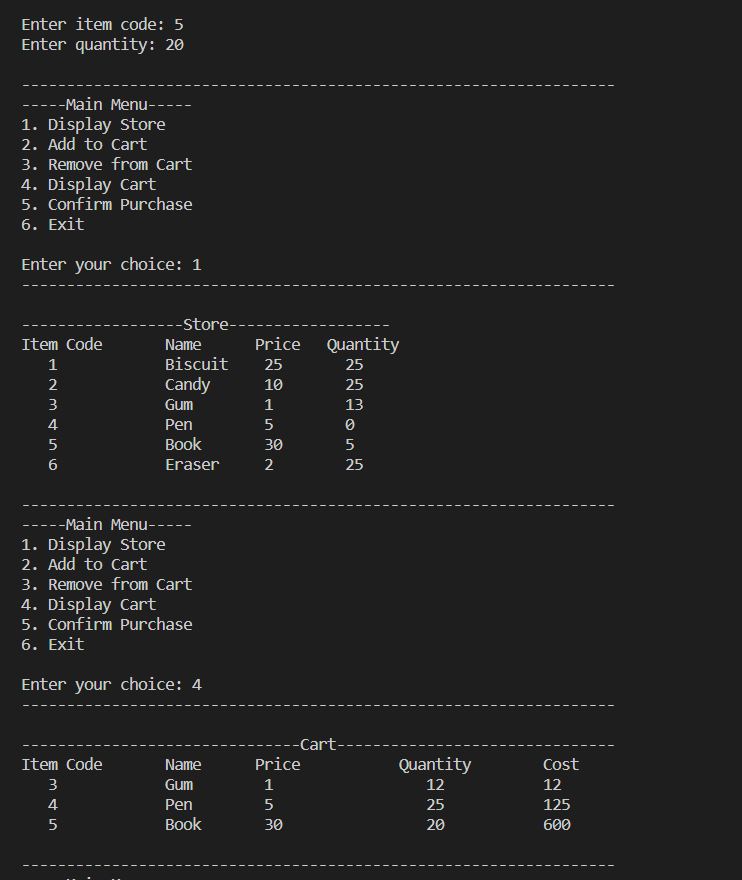 Enter item code: 5
Enter quantity: 20
------------------------------------------------------------------
-----Main Menu-----
1. Display Store
2. Add to Cart
3. Remove from Cart
4. Display Cart
5. Confirm Purchase
6. Exit
Enter your choice: 1
------------------------------------------------------------------
------------------Store------------------
Item Code Name Price Quantity
1 Biscuit 25 25
2 Candy 10 25
3 Gum 1 13
4 Pen 5 0
5 Book 30 5
6 Eraser 2 25
------------------------------------------------------------------
-----Main Menu-----
1. Display Store
2. Add to Cart
3. Remove from Cart
4. Display Cart
5. Confirm Purchase
6. Exit
Enter your choice: 4
------------------------------------------------------------------
-------------------------------Cart-------------------------------
Item Code Name Price Quantity Cost
3 Gum 1 12 12
4 Pen 5 25 125
5 Book 30 20 600
------------------------------------------------------------------